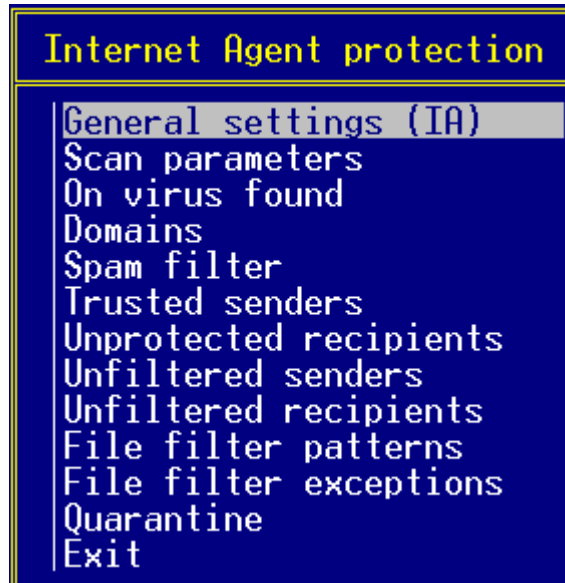 Internet Agent protection
General settings (IA)
Scan parameters
On virus found
Domains
Spam filter
Trusted senders
Unprotected recipients
Unfiltered senders
Unfiltered recipients
File filter patterns
File filter exceptions
Quarantine
Exit